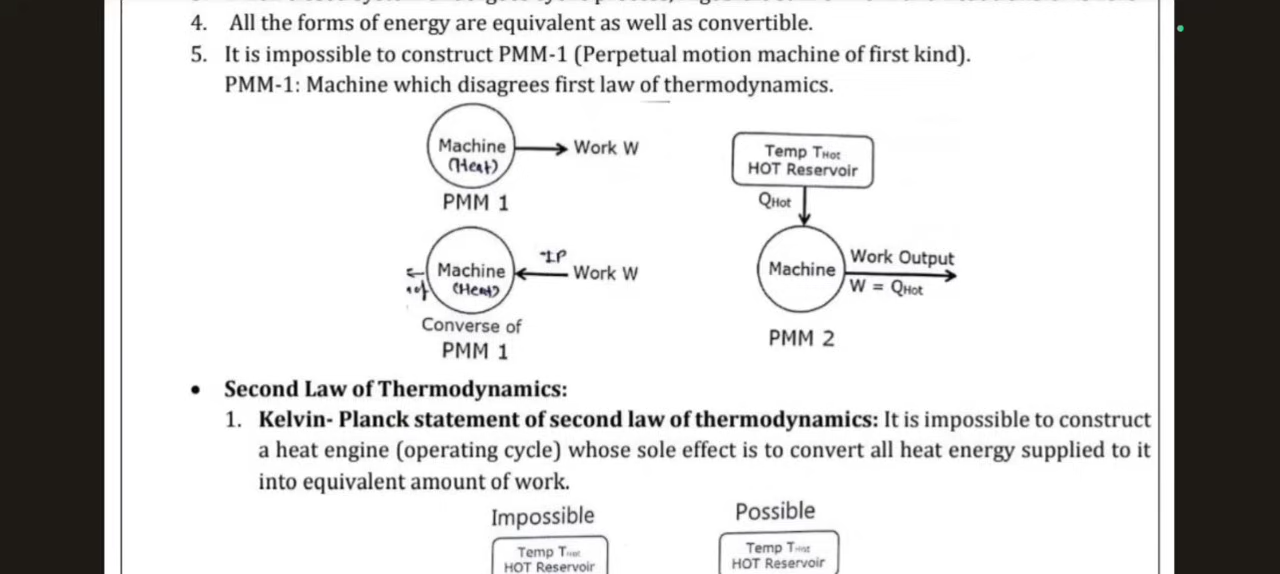 4. All the forms of energy are equivalent as well as convertible.
5. It is impossible to construct PMM-1 (Perpetual motion machine of first kind).
PMM-1: Machine which disagrees first law of thermodynamics.
Machine
(Heat)
Work W
PMM 1
Temp THot
HOT Reservoir
QHot
Machine
(Heat)
I/P
Work W
Converse of
PMM 1
Machine
Work Output
W = QHot
PMM 2
• Second Law of Thermodynamics:
1. Kelvin- Planck statement of second law of thermodynamics: It is impossible to construct
a heat engine (operating cycle) whose sole effect is to convert all heat energy supplied to it
into equivalent amount of work.
Impossible
Possible
Temp THot
HOT Reservoir
Temp THot
HOT Reservoir